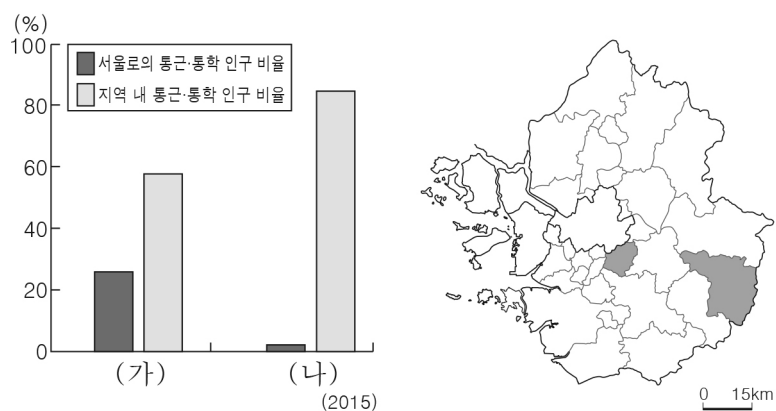 (%)
100
80
60
40
20
0
서울로의 통근·통학 인구 비율
지역 내 통근·통학 인구 비율
(가)
(나)
(2015)
0 15km